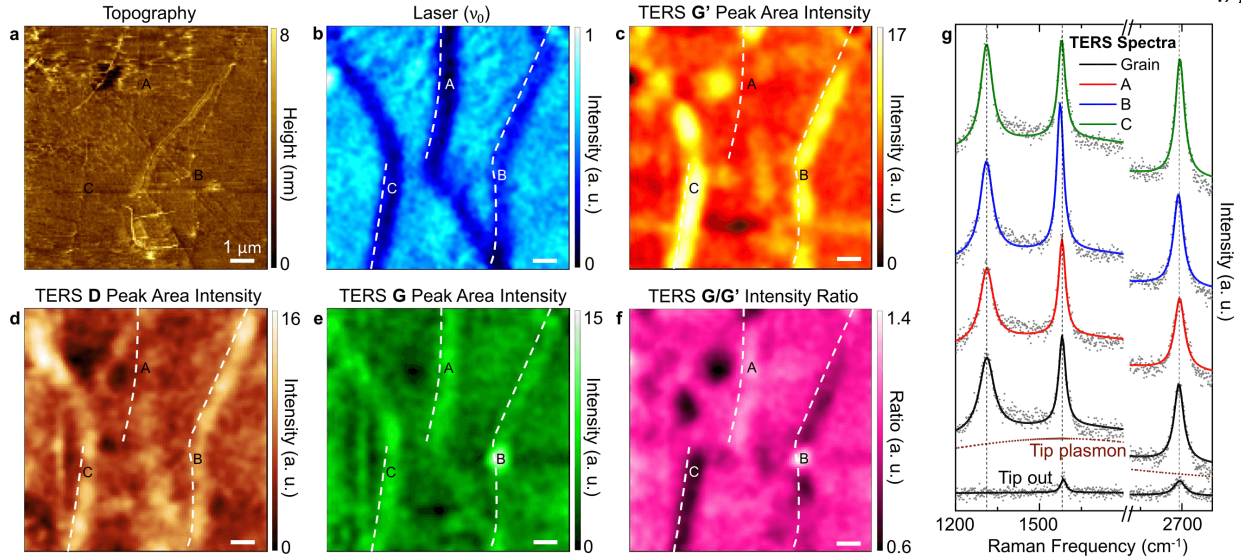 Topography
a
A
B
C
1 μm
8
Height (nm)
0
Laser (ν₀)
b
A
B
C
1
Intensity (a. u.)
0
TERS G' Peak Area Intensity
c
A
B
C
17
Intensity (a. u.)
0
TERS D Peak Area Intensity
d
A
B
C
16
Intensity (a. u.)
0
TERS G Peak Area Intensity
e
A
B
C
15
Intensity (a. u.)
0
TERS G/G' Intensity Ratio
f
A
B
C
1.4
Ratio (a. u.)
0.6
g
TERS Spectra
Grain
A
B
C
Tip plasmon
Tip out
1200
1500
2700
Raman Frequency (cm⁻¹)
Intensity (a. u.)